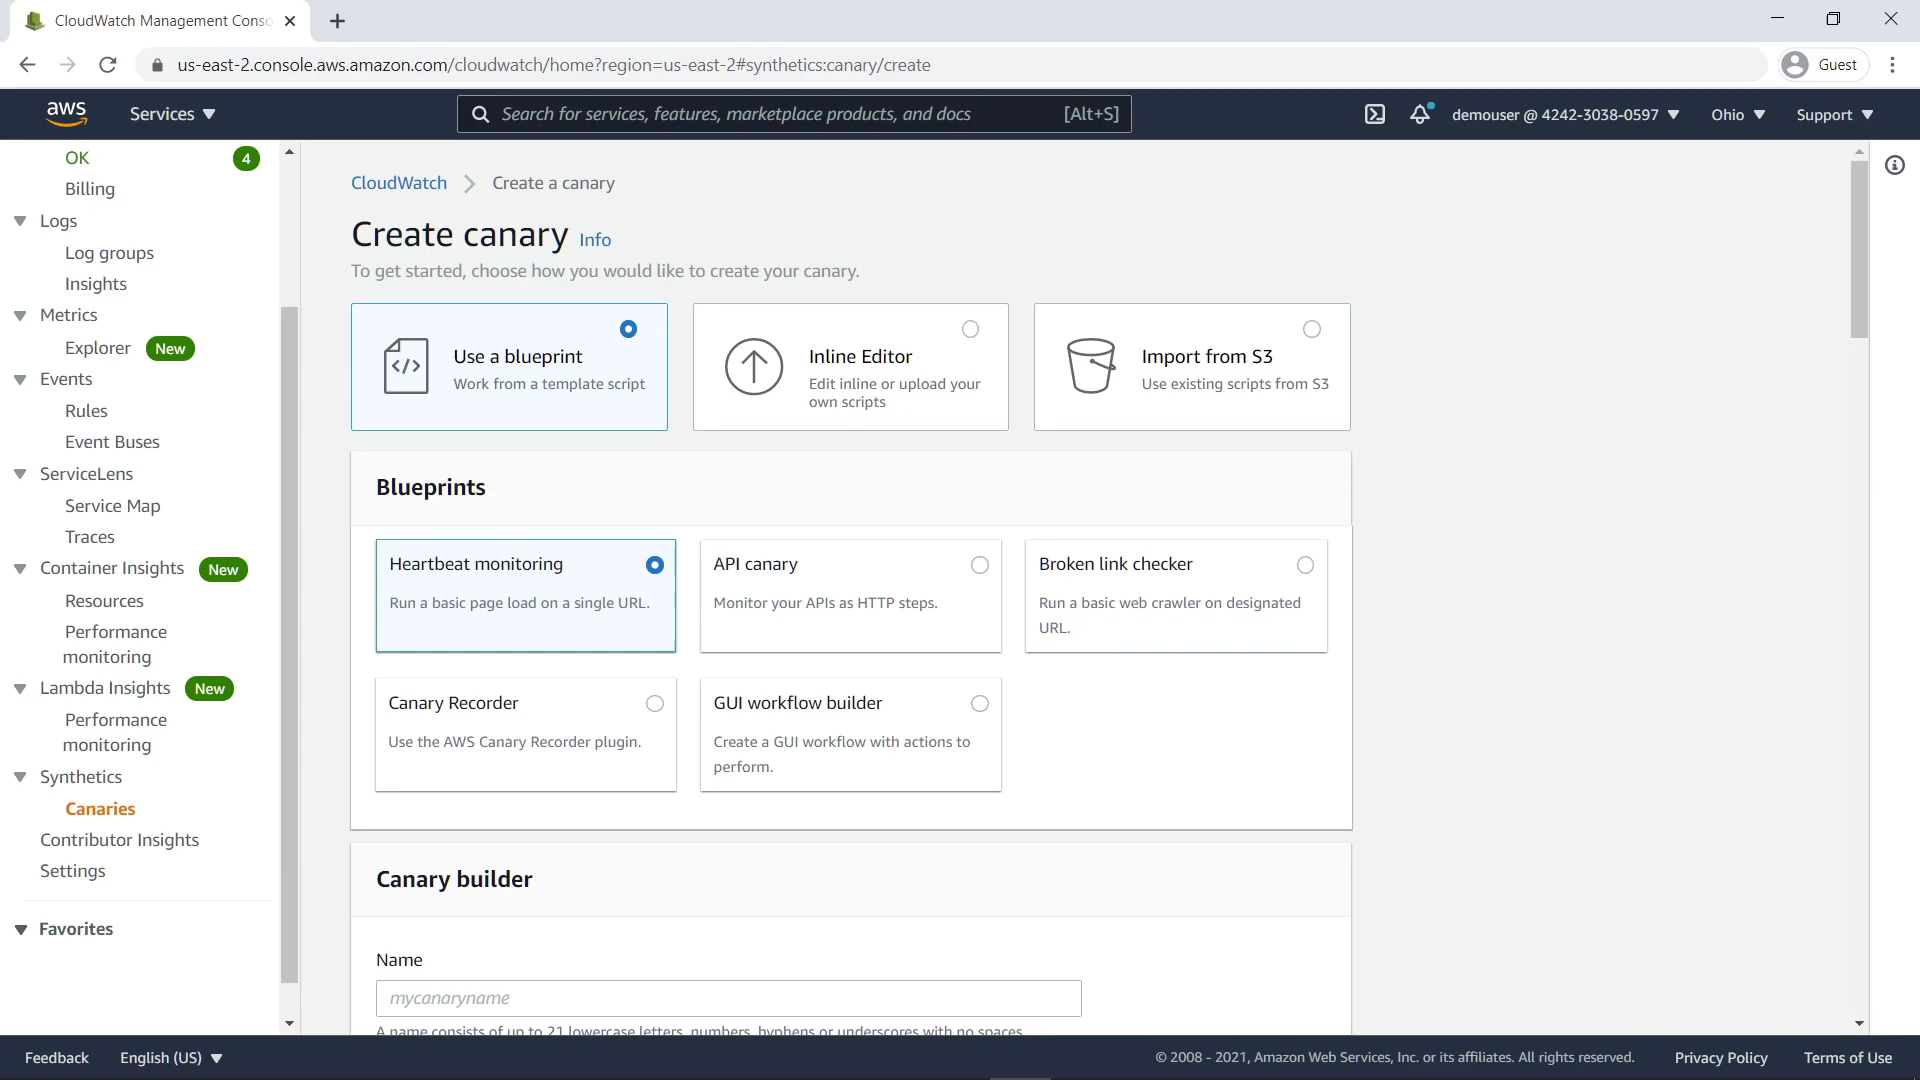 CloudWatch Management Conso
us-east-2.console.aws.amazon.com/cloudwatch/home?region=us-east-2#synthetics:canary/create
Guest
aws
Services
Search for services, features, marketplace products, and docs
[Alt+S]
demouser @ 4242-3038-0597
Ohio
Support
OK
4
Billing
Logs
Log groups
Insights
Metrics
Explorer New
Events
Rules
Event Buses
ServiceLens
Service Map
Traces
Container Insights New
Resources
Performance
monitoring
Lambda Insights New
Performance
monitoring
Synthetics
Canaries
Contributor Insights
Settings
Favorites
CloudWatch
Create a canary
Create canary Info
To get started, choose how you would like to create your canary.
Use a blueprint
Work from a template script
Inline Editor
Edit inline or upload your
own scripts
Import from S3
Use existing scripts from S3
Blueprints
Heartbeat monitoring
Run a basic page load on a single URL.
API canary
Monitor your APIs as HTTP steps.
Broken link checker
Run a basic web crawler on designated
URL.
Canary Recorder
Use the AWS Canary Recorder plugin.
GUI workflow builder
Create a GUI workflow with actions to
perform.
Canary builder
Name
mycanaryname
A name consists of up to 21 lowercase letters, numbers, hyphens or underscores with no spaces.
Feedback
English (US)
© 2008 - 2021, Amazon Web Services, Inc. or its affiliates. All rights reserved.
Privacy Policy
Terms of Use